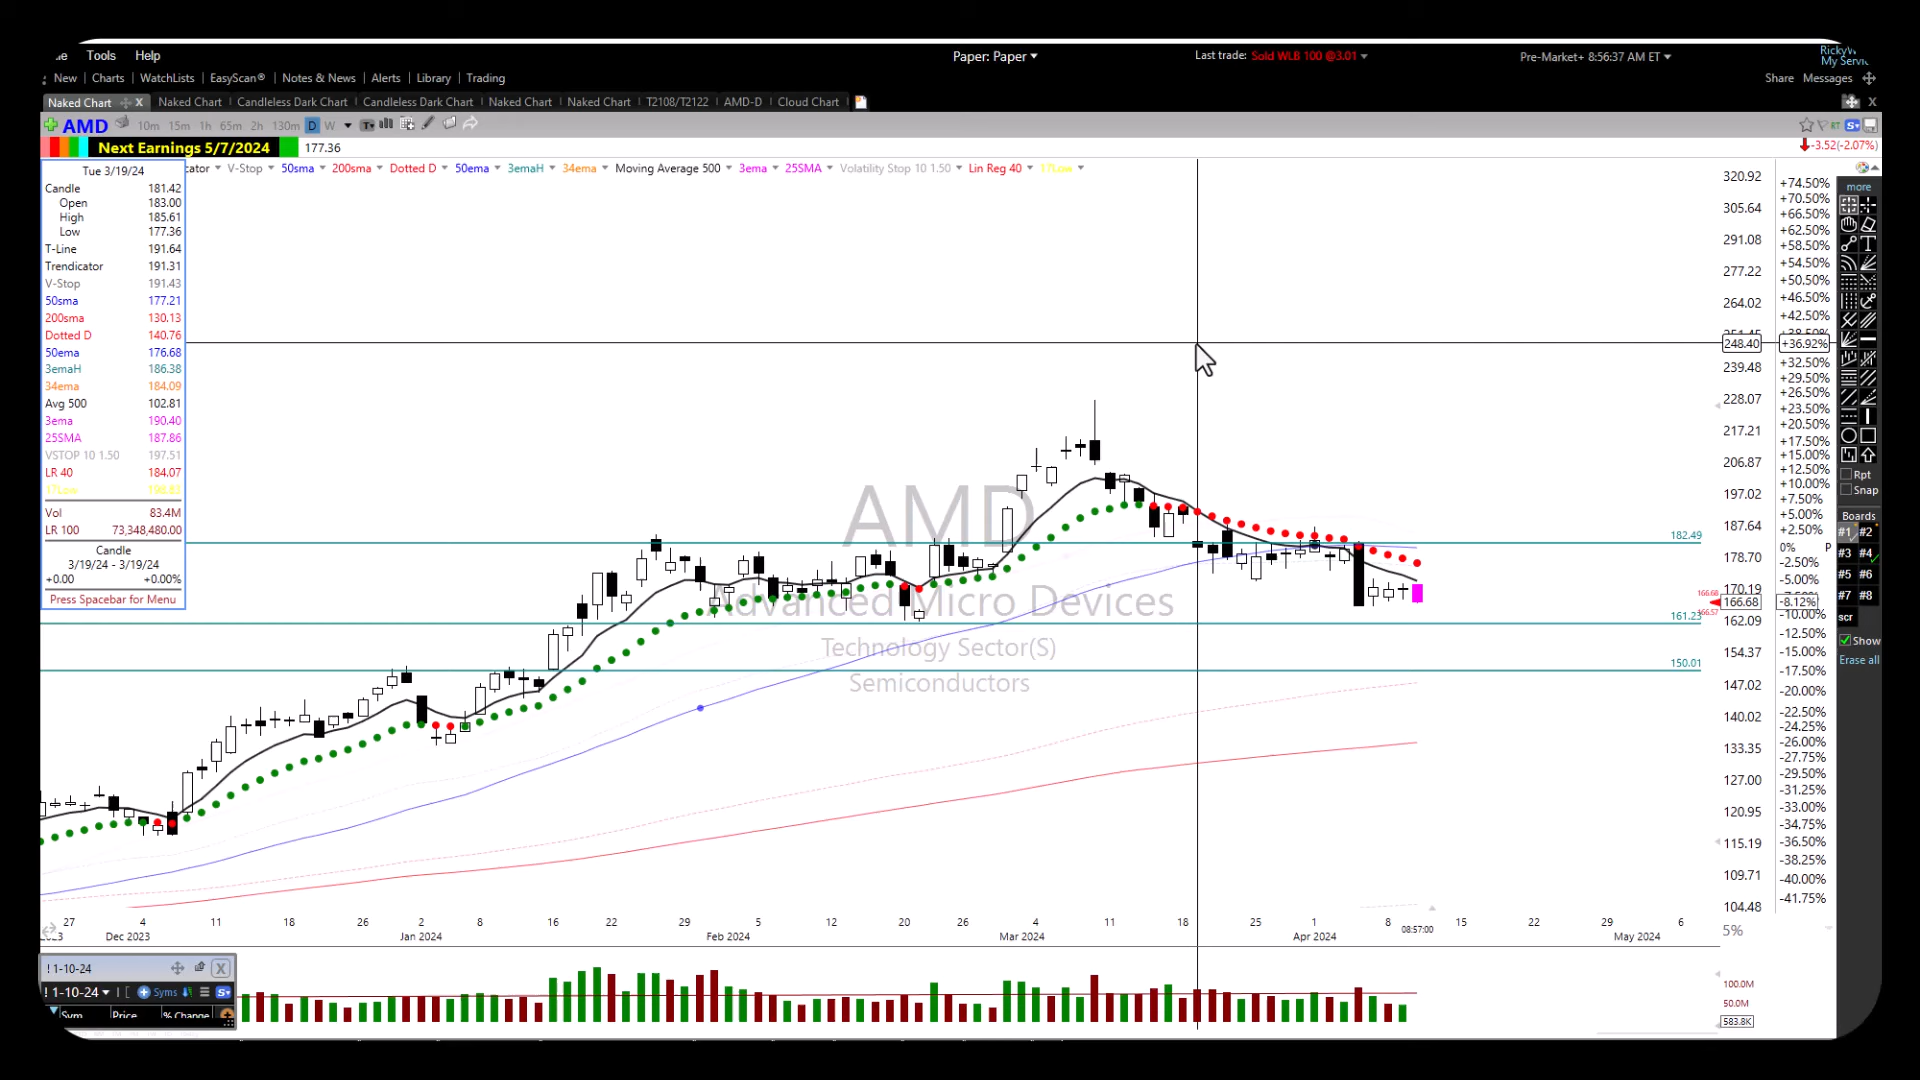 Tools Help Paper: Paper Last trade: Sold WLB 100 @3.01 Pre-Market+ 8:56:37 AM ET
My Servic
New Charts WatchLists EasyScan® Notes & News Alerts Library Trading Share Messages
Naked Chart X Naked Chart Candleless Dark Chart Candleless Dark Chart Naked Chart Naked Chart T2108/T2122 AMD-D Cloud Chart
AMD 10m 15m 1h 65m 2h 130m D W
Next Earnings 5/7/2024 177.36 -3.52(-2.07%)
cator V-Stop 50sma 200sma Dotted D 50ema 3emaH 34ema Moving Average 500 3ema 25SMA Volatility Stop 10 1.50 Lin Reg 40 17Low
Tue 3/19/24
Candle 181.42
Open 183.00
High 185.61
Low 177.36
T-Line 191.64
Trendicator 191.31
V-Stop 191.43
50sma 177.21
200sma 130.13
Dotted D 140.76
50ema 176.68
3emaH 186.38
34ema 184.09
Avg 500 102.81
3ema 190.40
25SMA 187.86
VSTOP 10 1.50 197.51
LR 40 184.07
17Low
Vol 83.4M
LR 100 73,348,480.00
Candle
3/19/24 - 3/19/24
+0.00 +0.00%
Press Spacebar for Menu
AMD
Advanced Micro Devices
Technology Sector(S)
Semiconductors
182.49
161.23
150.01
166.68
320.92
305.64
291.08
277.22
264.02
248.40
239.48
228.07
217.21
206.87
197.02
187.64
178.70
170.19
166.68
162.09
154.37
147.02
140.02
133.35
127.00
120.95
115.19
109.71
104.48
5%
+74.50%
+70.50%
+66.50%
+62.50%
+58.50%
+54.50%
+50.50%
+46.50%
+42.50%
+36.92%
+32.50%
+29.50%
+26.50%
+23.50%
+20.50%
+17.50%
+15.00%
+12.50%
+10.00%
+7.50%
+5.00%
+2.50%
0% P
-2.50%
-5.00%
-8.12%
-10.00%
-12.50%
-15.00%
-17.50%
-20.00%
-22.50%
-24.25%
-26.00%
-27.75%
-29.50%
-31.25%
-33.00%
-34.75%
-36.50%
-38.25%
-40.00%
-41.75%
more
Rpt
Snap
Boards
#1 #2
#3 #4
#5 #6
#7 #8
scr
Show
Erase all
27 4 11 18 26 2 8 16 22 29 5 12 20 26 4 11 18 25 1 8 08:57:00 15 22 29 6
Dec 2023 Jan 2024 Feb 2024 Mar 2024 Apr 2024 May 2024
! 1-10-24 X
! 1-10-24 Syms
Sym Price % Change
100.0M
50.0M
583.8K